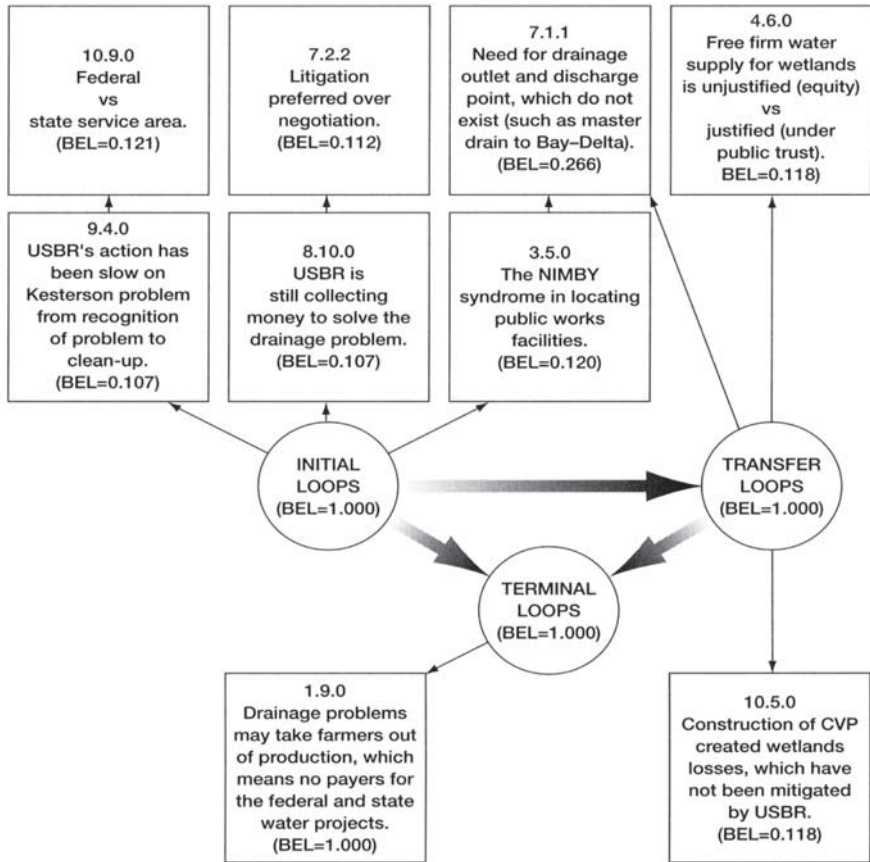 10.9.0
Federal
vs
state service area.
(BEL=0.121)
7.2.2
Litigation
preferred over
negotiation.
(BEL=0.112)
7.1.1
Need for drainage
outlet and discharge
point, which do not
exist (such as master
drain to Bay–Delta).
(BEL=0.266)
4.6.0
Free firm water
supply for wetlands
is unjustified (equity)
vs
justified (under
public trust).
BEL=0.118)
9.4.0
USBR's action has
been slow on
Kesterson problem
from recognition
of problem to
clean-up.
(BEL=0.107)
8.10.0
USBR is
still collecting
money to solve the
drainage problem.
(BEL=0.107)
3.5.0
The NIMBY
syndrome in locating
public works
facilities.
(BEL=0.120)
INITIAL
LOOPS
(BEL=1.000)
TRANSFER
LOOPS
(BEL=1.000)
TERMINAL
LOOPS
(BEL=1.000)
1.9.0
Drainage problems
may take farmers out
of production, which
means no payers for
the federal and state
water projects.
(BEL=1.000)
10.5.0
Construction of CVP
created wetlands
losses, which have
not been mitigated
by USBR.
(BEL=0.118)